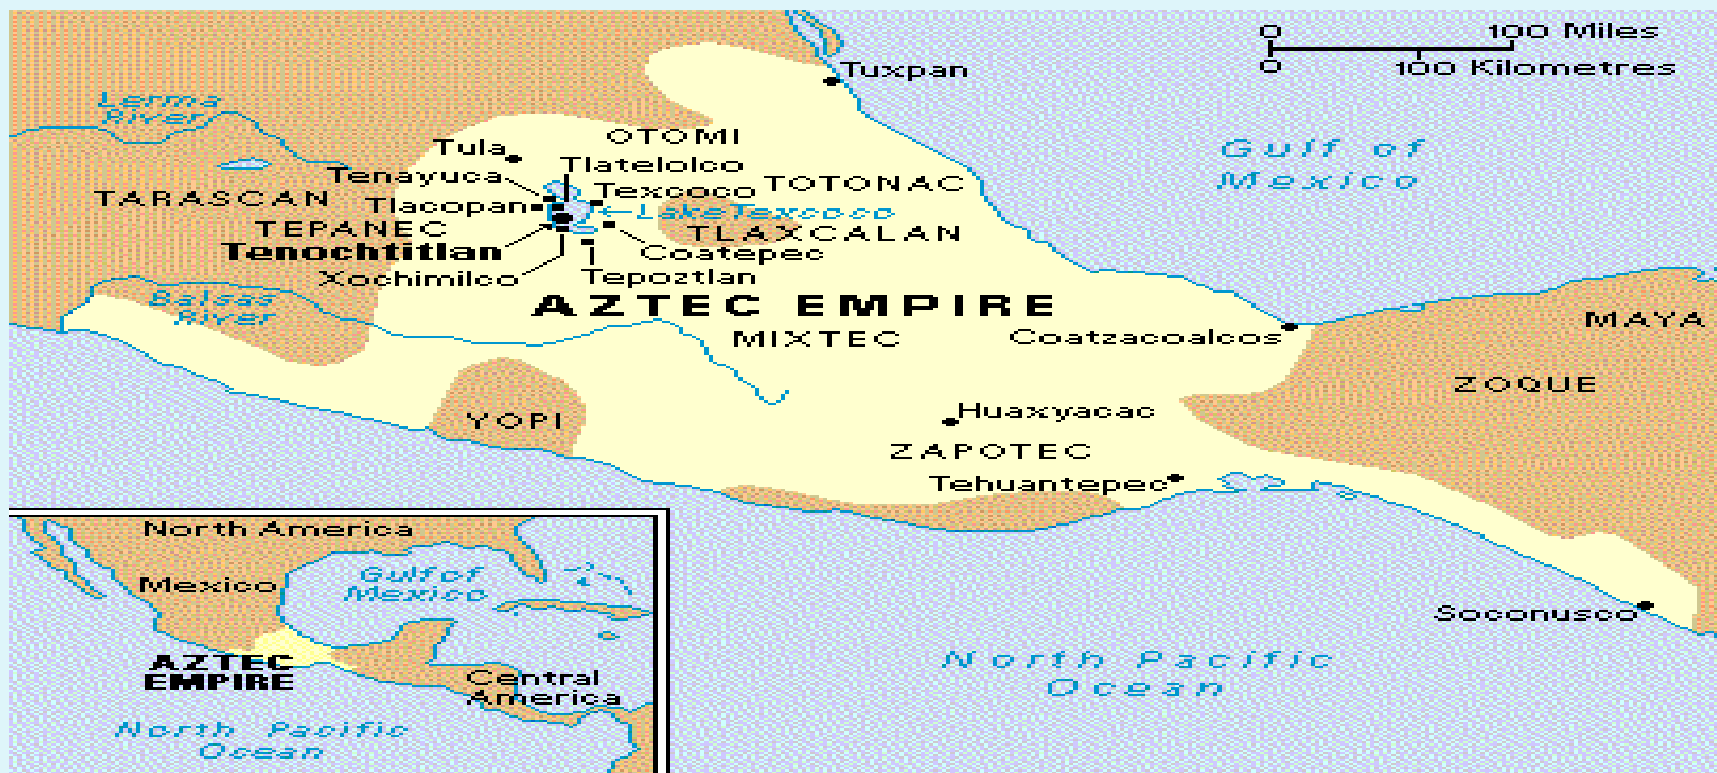 0 100 Miles
0 100 Kilometres
Tuxpan
Lerma
River
Gulf of
Mexico
OTOMI
Tula
Tlatelolco
Tenayuca
Texcoco
TOTONAC
TARASCAN
Tlacopan
Lake Texcoco
TEPANEC
TLAXCALAN
Tenochtitlan
Coatepec
Xochimilco
Tepoztlan
Balsas
River
AZTEC EMPIRE
MAYA
MIXTEC
Coatzacoalcos
ZOQUE
YOPI
Huaxyacac
ZAPOTEC
Tehuantepec
Soconusco
North Pacific
Ocean
North America
Mexico
Gulf of
Mexico
AZTEC
EMPIRE
Central
America
North Pacific
Ocean